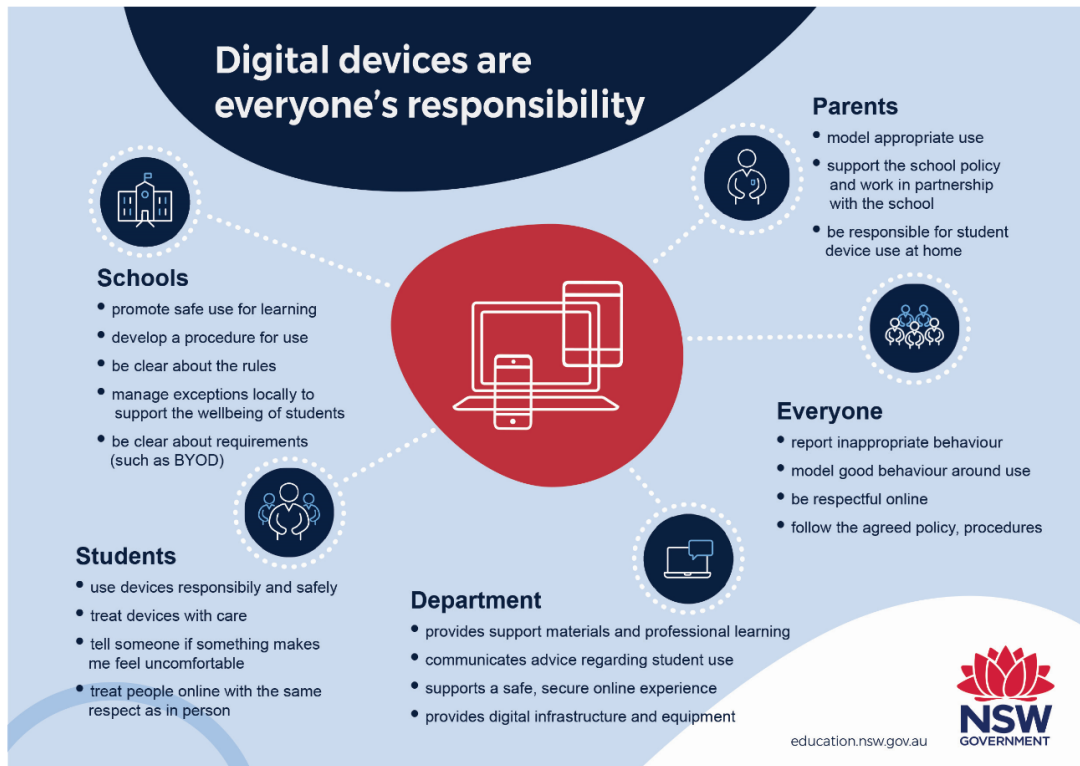 Digital devices are
everyone's responsibility
Schools
• promote safe use for learning
• develop a procedure for use
• be clear about the rules
• manage exceptions locally to
support the wellbeing of students
• be clear about requirements
(such as BYOD)
Students
• use devices responsibily and safely
• treat devices with care
• tell someone if something makes
me feel uncomfortable
• treat people online with the same
respect as in person
Department
• provides support materials and professional learning
• communicates advice regarding student use
• supports a safe, secure online experience
• provides digital infrastructure and equipment
Parents
• model appropriate use
• support the school policy
and work in partnership
with the school
• be responsible for student
device use at home
Everyone
• report inappropriate behaviour
• model good behaviour around use
• be respectful online
• follow the agreed policy, procedures
education.nsw.gov.au
NSW
GOVERNMENT